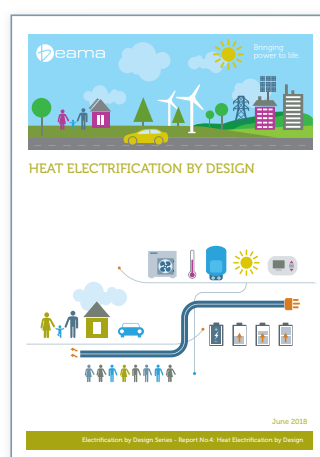 beama
Bringing
power to life
HEAT ELECTRIFICATION BY DESIGN
June 2018
Electrification by Design Series - Report No.4: Heat Electrification by Design